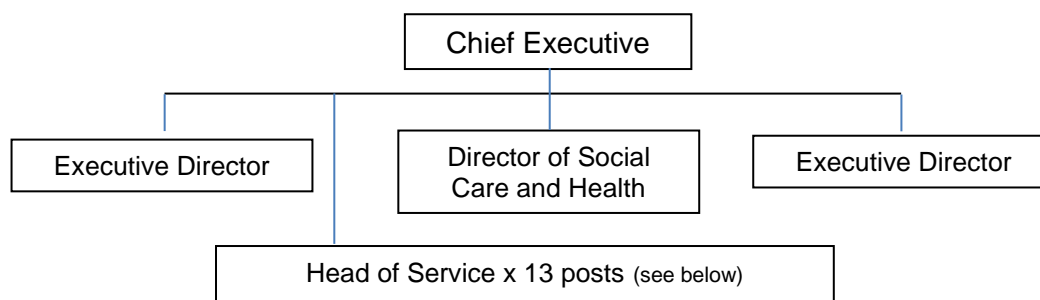 Chief Executive
Executive Director
Director of Social
Care and Health
Executive Director
Head of Service x 13 posts (see below)